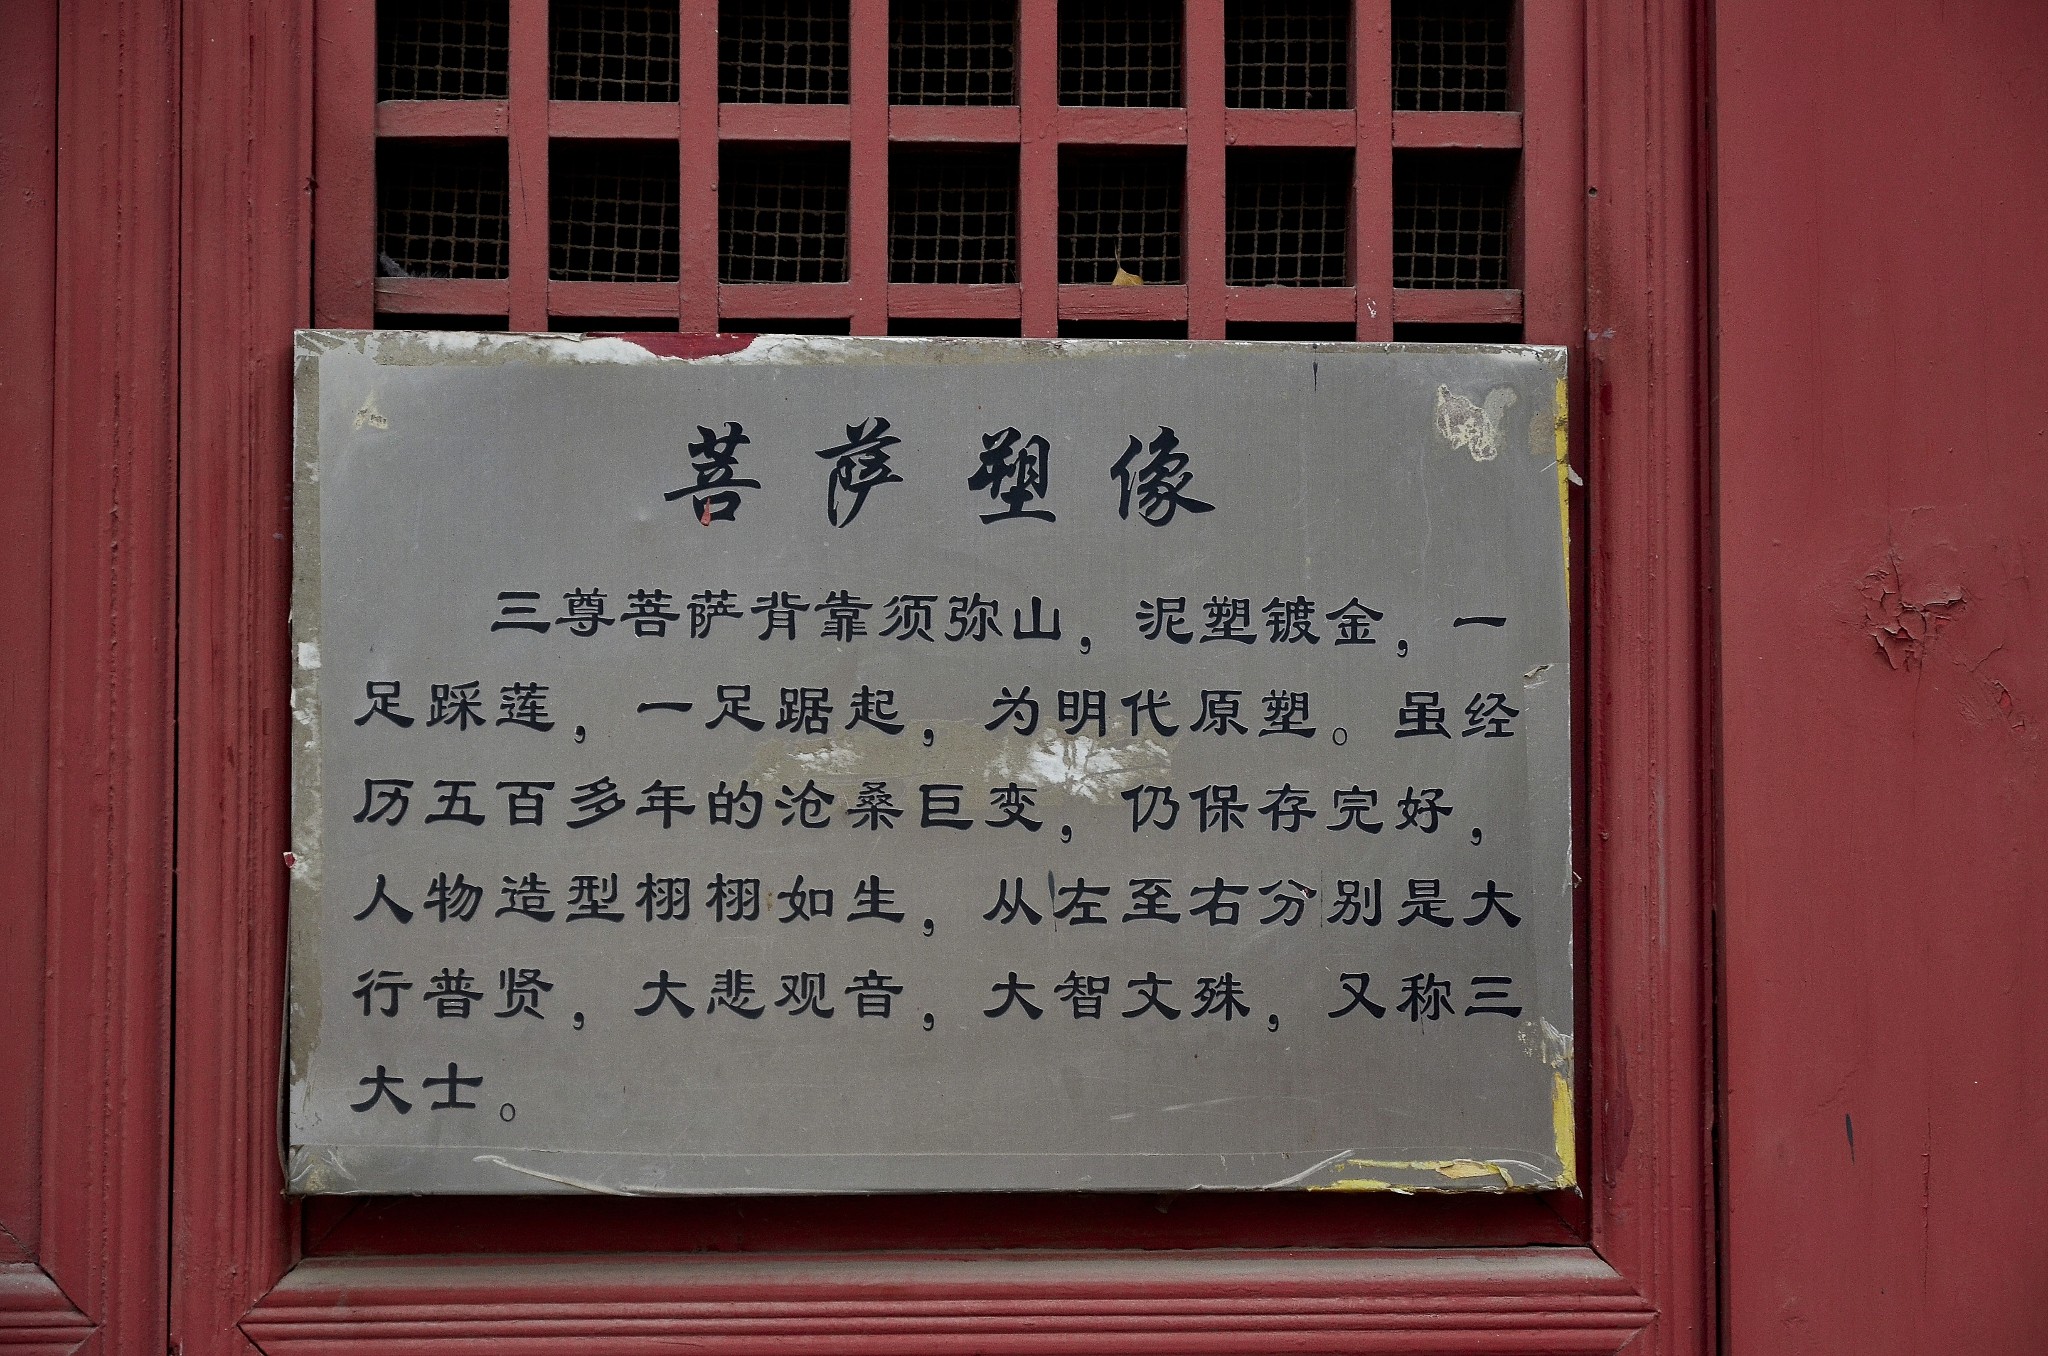 菩萨塑像
三尊菩萨背靠须弥山，泥塑镀金，一
足踩莲，一足踞起，为明代原塑。虽经
历五百多年的沧桑巨变，仍保存完好，
人物造型栩栩如生，从左至右分别是大
行普贤，大悲观音，大智文殊，又称三
大士。